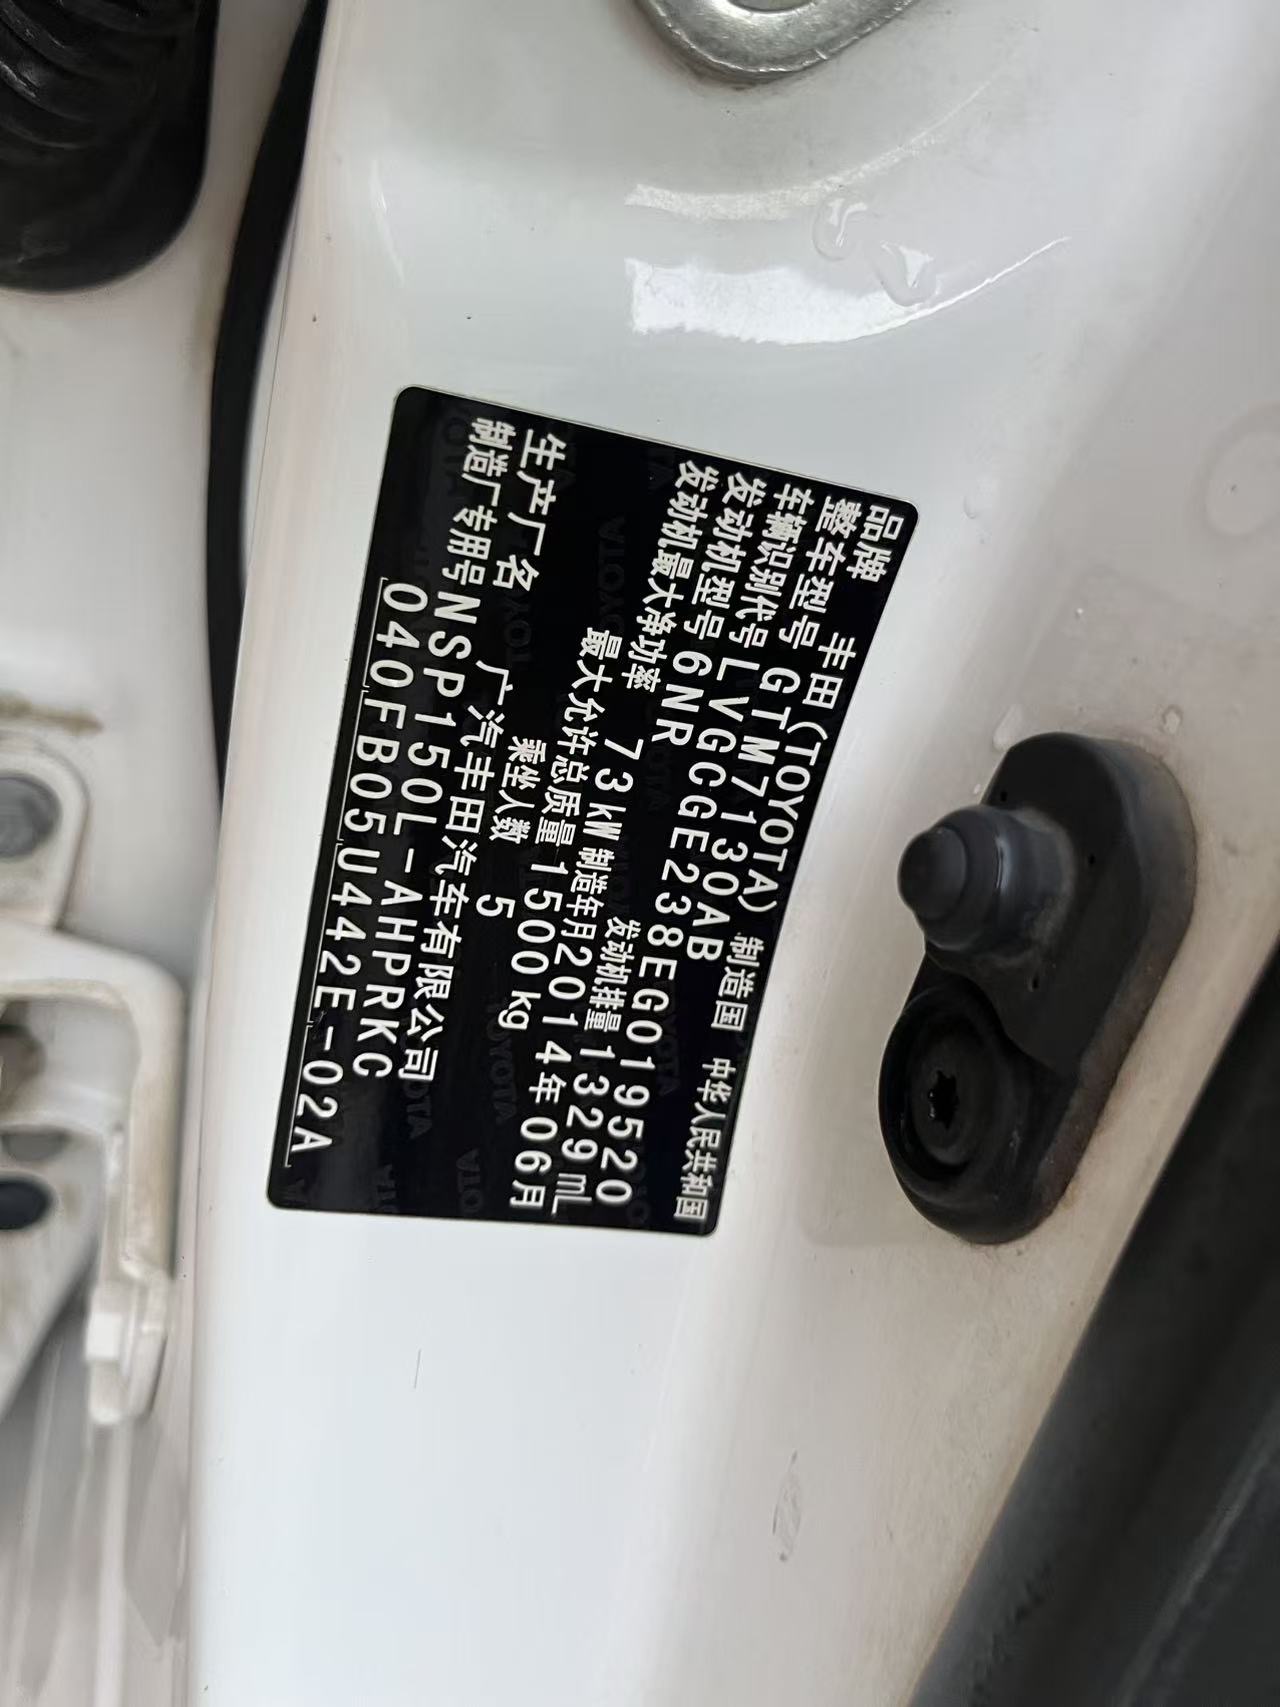 品牌 丰田(TOYOTA) 制造国 中华人民共和国
整车型号 GTM7130AB
车辆识别代号 LVGCGE238EG019520
发动机型号 6NR 发动机排量 1329mL
发动机最大净功率 73kW 制造年月 2014年06月
最大允许总质量 1500kg
乘坐人数 5
生产厂名 广汽丰田汽车有限公司
制造厂专用号 NSP150L-AHPRKC
040FB05U442E-02A